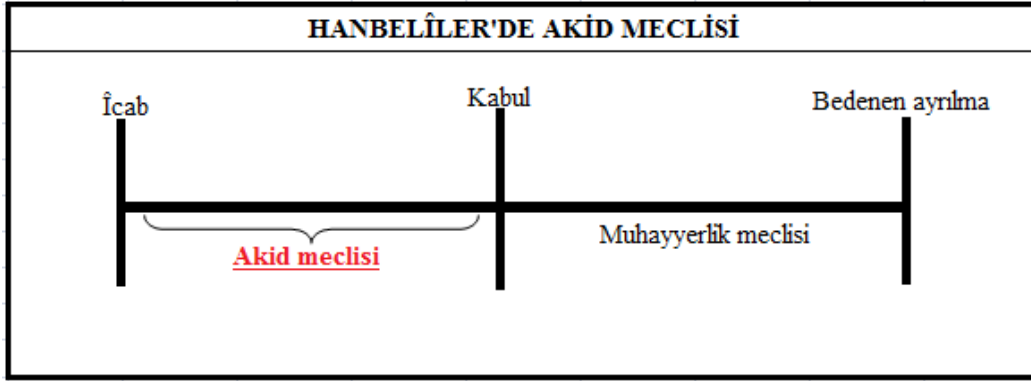 HANBELÎLER'DE AKİD MECLİSİ
Îcab
Kabul
Bedenen ayrılma
Akid meclisi
Muhayyerlik meclisi